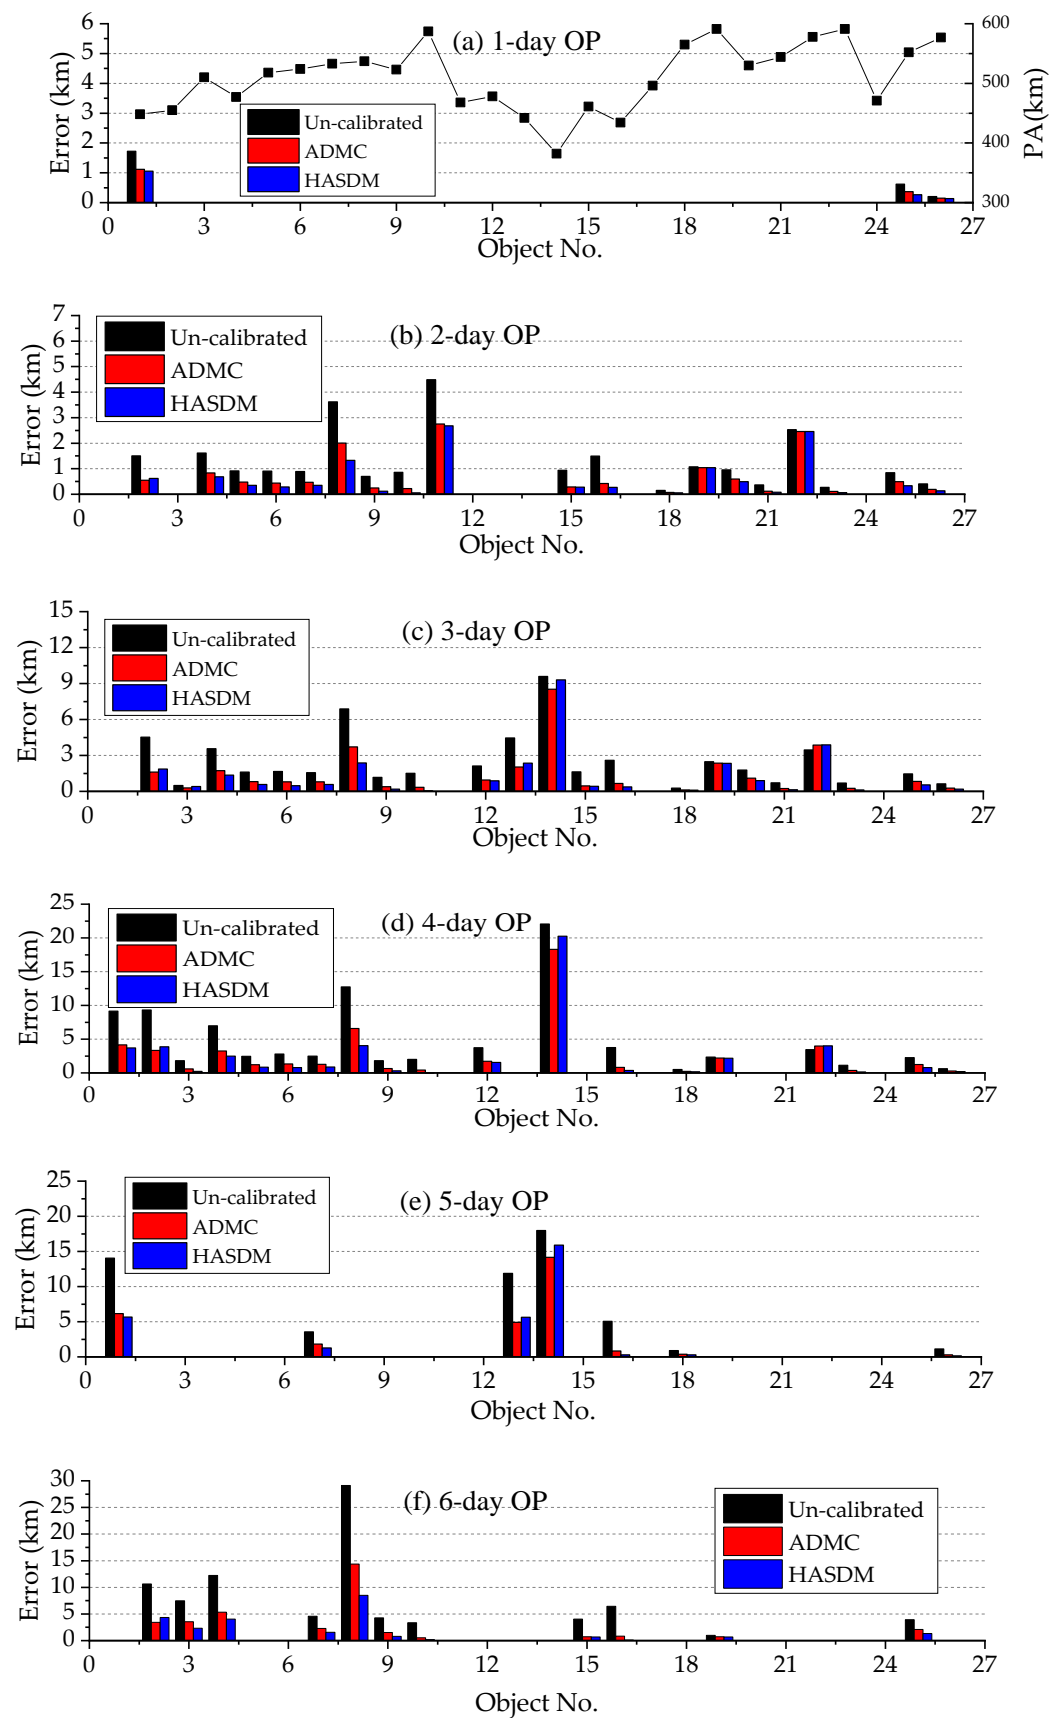 (a) 1-day OP
Error (km)
6
5
4
3
2
1
0
600
500
400
300
PA(km)
Un-calibrated
ADMC
HASDM
0 3 6 9 12 15 18 21 24 27
Object No.
(b) 2-day OP
Error (km)
7
6
5
4
3
2
1
0
Un-calibrated
ADMC
HASDM
0 3 6 9 12 15 18 21 24 27
Object No.
(c) 3-day OP
Error (km)
15
12
9
6
3
0
Un-calibrated
ADMC
HASDM
0 3 6 9 12 15 18 21 24 27
Object No.
(d) 4-day OP
Error (km)
25
20
15
10
5
0
Un-calibrated
ADMC
HASDM
0 3 6 9 12 15 18 21 24 27
Object No.
(e) 5-day OP
Error (km)
25
20
15
10
5
0
Un-calibrated
ADMC
HASDM
0 3 6 9 12 15 18 21 24 27
Object No.
(f) 6-day OP
Error (km)
30
25
20
15
10
5
0
Un-calibrated
ADMC
HASDM
0 3 6 9 12 15 18 21 24 27
Object No.